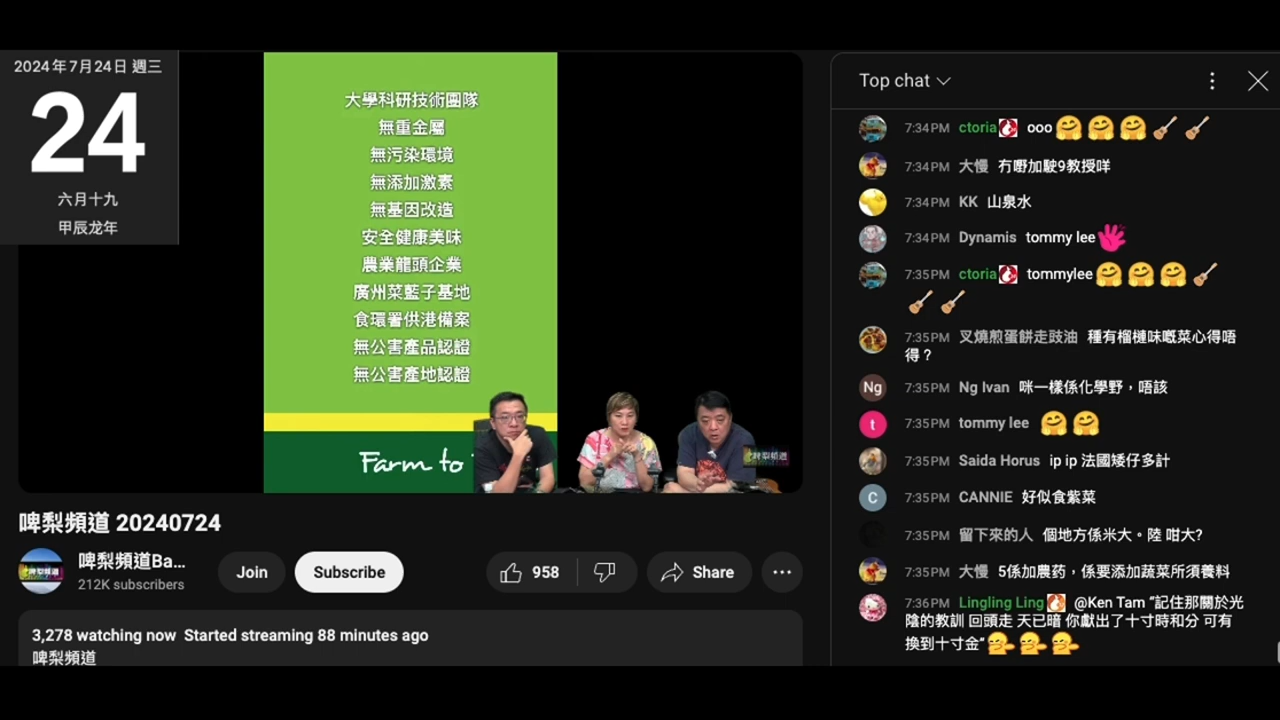 2024年7月24日 週三
24
六月十九
甲辰龙年
大學科研技術團隊
無重金屬
無污染環境
無添加激素
無基因改造
安全健康美味
農業龍頭企業
廣州菜藍子基地
食環署供港備案
無公害產品認證
無公害產地認證
Farm to
啤梨頻道
啤梨頻道 20240724
啤梨頻道
啤梨頻道Ba...
212K subscribers
Join
Subscribe
958
Share
3,278 watching now Started streaming 88 minutes ago
啤梨頻道
Top chat
7:34PM ctoria ooo
7:34PM 大慢 冇嘢加駛9教授咩
7:34PM KK 山泉水
7:34PM Dynamis tommy lee
7:35PM ctoria tommylee
7:35PM 叉燒煎蛋餅走豉油 種有榴槤味嘅菜心得唔
得？
Ng 7:35PM Ng Ivan 咪一樣係化學野，唔該
t 7:35PM tommy lee
7:35PM Saida Horus ip ip 法國矮仔多計
C 7:35PM CANNIE 好似食紫菜
7:35PM 留下來的人 個地方係米大。陸 咁大?
7:35PM 大慢 5係加農药，係要添加蔬菜所須養料
7:36PM Lingling Ling @Ken Tam "記住那關於光
陰的教訓 回頭走 天已暗 你獻出了十寸時和分 可有
換到十寸金"